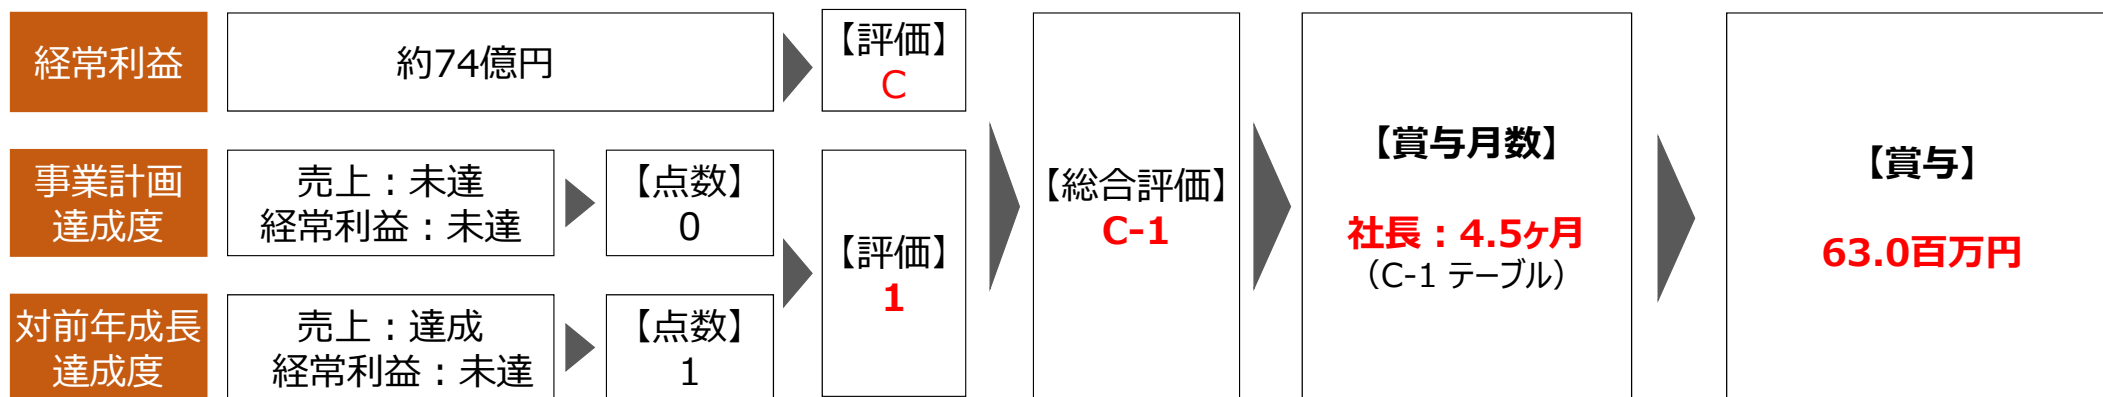 経常利益
約74億円
【評価】
C
事業計画
達成度
売上：未達
経常利益：未達
【点数】
0
対前年成長
達成度
売上：達成
経常利益：未達
【点数】
1
【評価】
1
【総合評価】
C-1
【賞与月数】
社長：4.5ヶ月
（C-1 テーブル）
【賞与】
63.0百万円